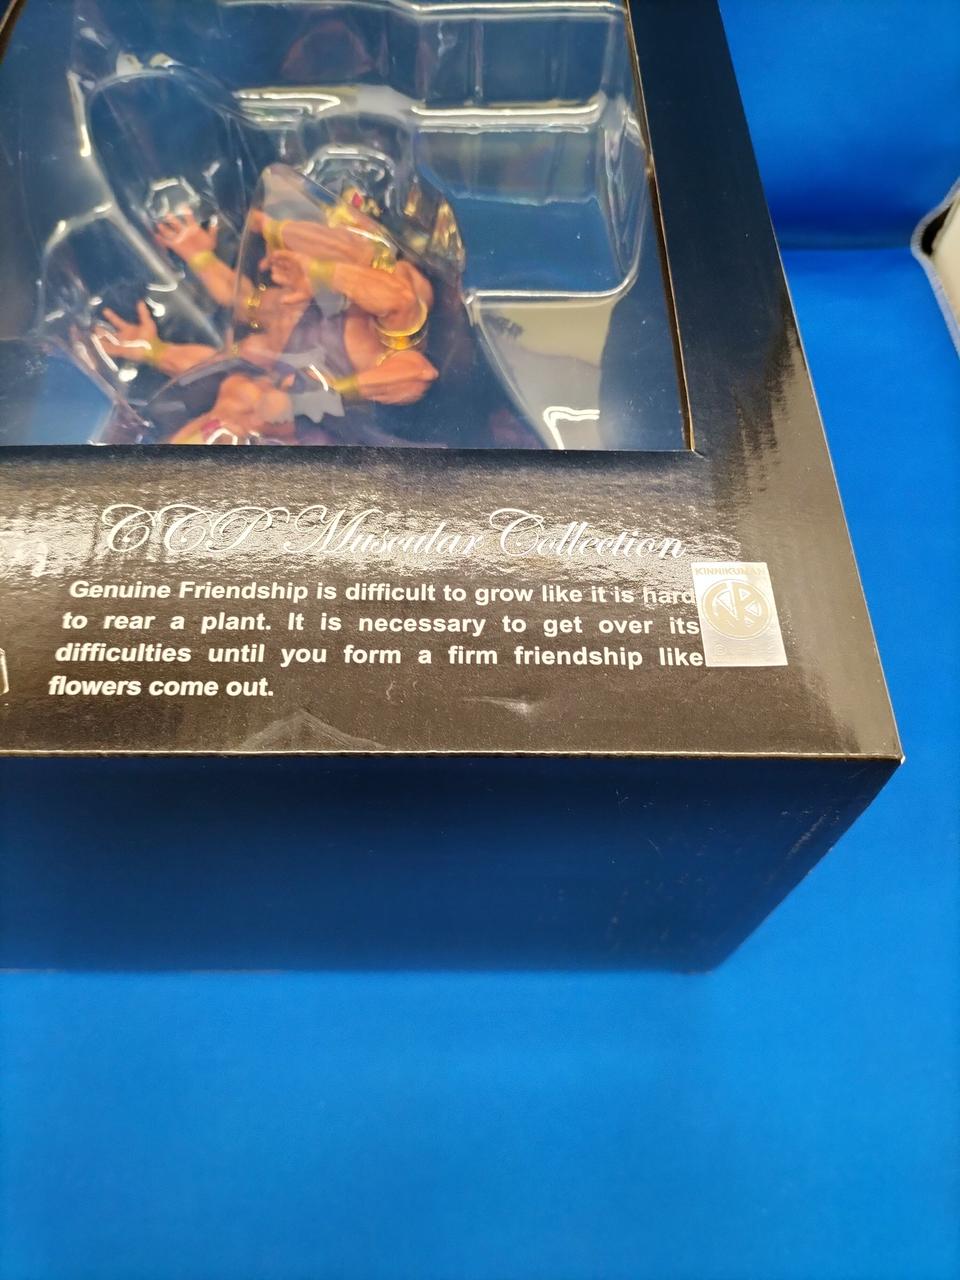 CCP Muscular Collection
KINNIKUMAN
Genuine Friendship is difficult to grow like it is hard
to rear a plant. It is necessary to get over its
difficulties until you form a firm friendship like
flowers come out.